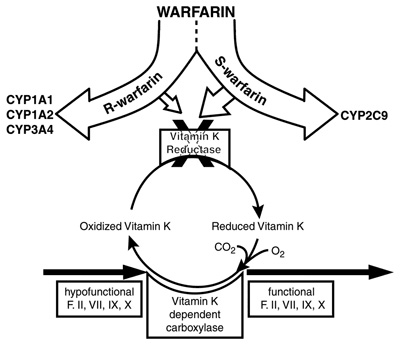 WARFARIN
R-warfarin
S-warfarin
CYP1A1
CYP1A2
CYP3A4
CYP2C9
Vitamin K
Reductase
Oxidized Vitamin K
Reduced Vitamin K
CO2
O2
hypofunctional
F. II, VII, IX, X
Vitamin K
dependent
carboxylase
functional
F. II, VII, IX, X